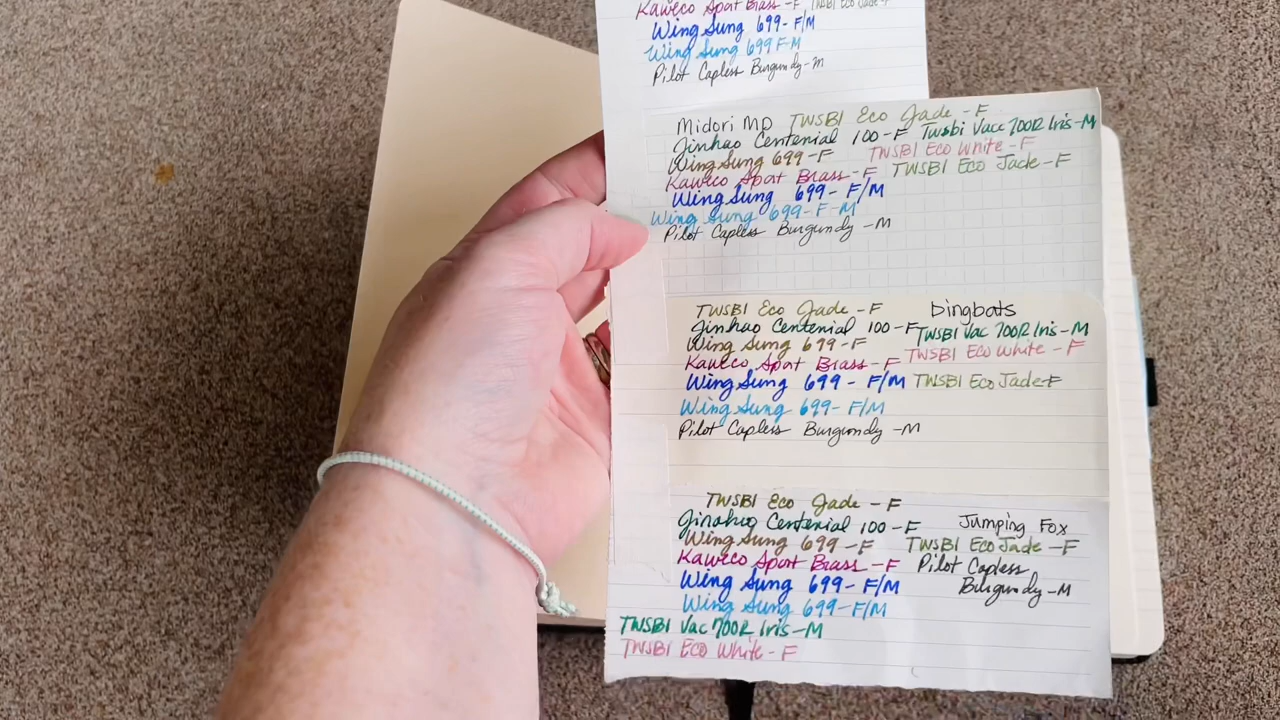 Kaweco Sport Brass - F TWSBI Eco Jade - F
Wing Sung 699 - F/M
Wing Sung 699 F-M
Pilot Capless Burgundy - M
Midori MD TWSBI Eco Jade - F
Jinhao Centenial 100 - F Twsbi Vac 700R Iris - M
Wing Sung 699 - F TWSBI Eco White - F
Kaweco Sport Brass - F TWSBI Eco Jade - F
Wing Sung 699 - F/M
Wing Sung 699 - F-M
Pilot Capless Burgundy - M
TWSBI Eco Jade - F Dingbats
Jinhao Centenial 100 - F TWSBI Vac 700R Iris - M
Wing Sung 699 - F TWSBI Eco White - F
Kaweco Sport Brass - F
Wing Sung 699 - F/M TWSBI Eco Jade - F
Wing Sung 699 - F/M
Pilot Capless Burgundy - M
TWSBI Eco Jade - F
Jinahao Centenial 100 - F Jumping Fox
Wing Sung 699 - F TWSBI Eco Jade - F
Kaweco Sport Brass - F Pilot Capless
Wing Sung 699 - F/M Burgundy - M
Wing Sung 699 - F/M
TWSBI Vac 700R Iris - M
TWSBI Eco White - F